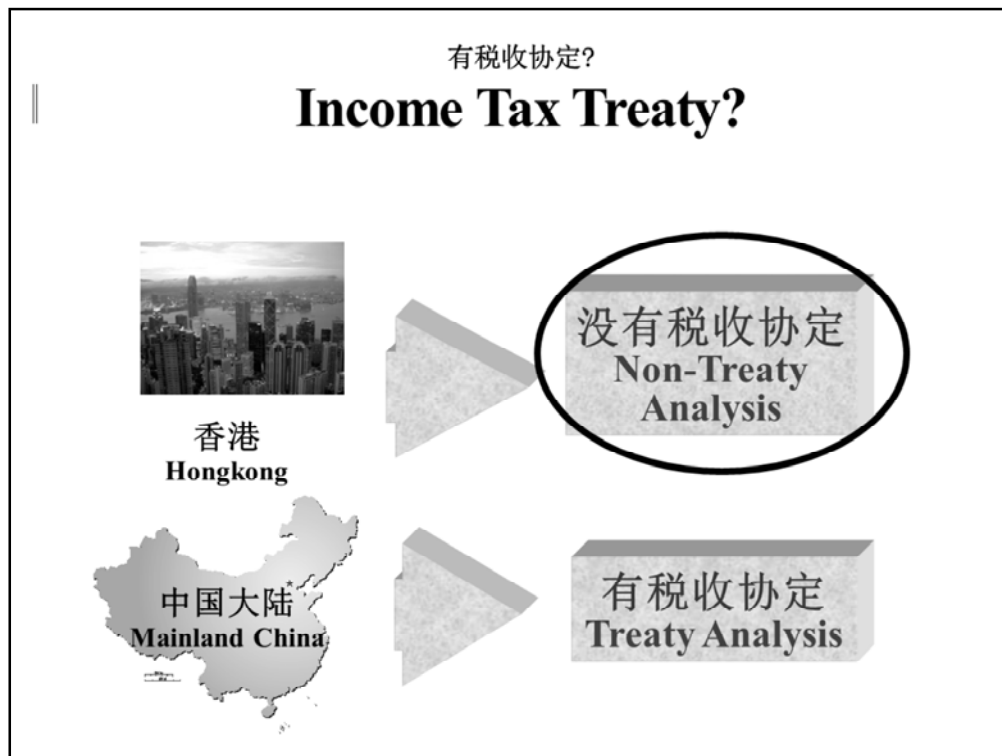 有税收协定?
Income Tax Treaty?
香港
Hongkong
没有税收协定
Non-Treaty
Analysis
中国大陆
Mainland China
有税收协定
Treaty Analysis